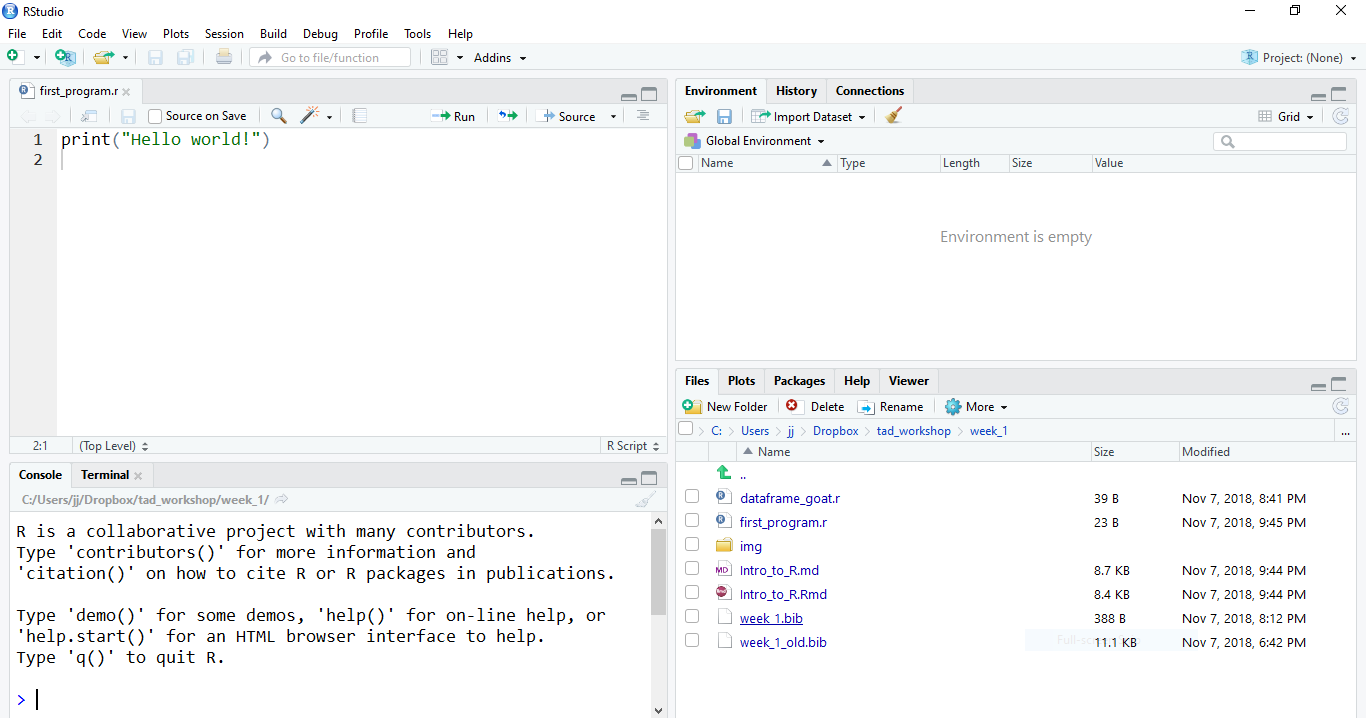 RStudio
File Edit Code View Plots Session Build Debug Profile Tools Help
Go to file/function Addins Project: (None)
first_program.r
Source on Save Run Source
1 print("Hello world!")
2
2:1 (Top Level) R Script
Console Terminal
C:/Users/jj/Dropbox/tad_workshop/week_1/
R is a collaborative project with many contributors.
Type 'contributors()' for more information and
'citation()' on how to cite R or R packages in publications.
Type 'demo()' for some demos, 'help()' for on-line help, or
'help.start()' for an HTML browser interface to help.
Type 'q()' to quit R.
>
Environment History Connections
Import Dataset Grid
Global Environment
Name Type Length Size Value
Environment is empty
Files Plots Packages Help Viewer
New Folder Delete Rename More
C: Users jj Dropbox tad_workshop week_1 ...
Name Size Modified
..
dataframe_goat.r 39 B Nov 7, 2018, 8:41 PM
first_program.r 23 B Nov 7, 2018, 9:45 PM
img
Intro_to_R.md 8.7 KB Nov 7, 2018, 9:44 PM
Intro_to_R.Rmd 8.4 KB Nov 7, 2018, 9:44 PM
week_1.bib 388 B Nov 7, 2018, 8:12 PM
week_1_old.bib 11.1 KB Nov 7, 2018, 6:42 PM